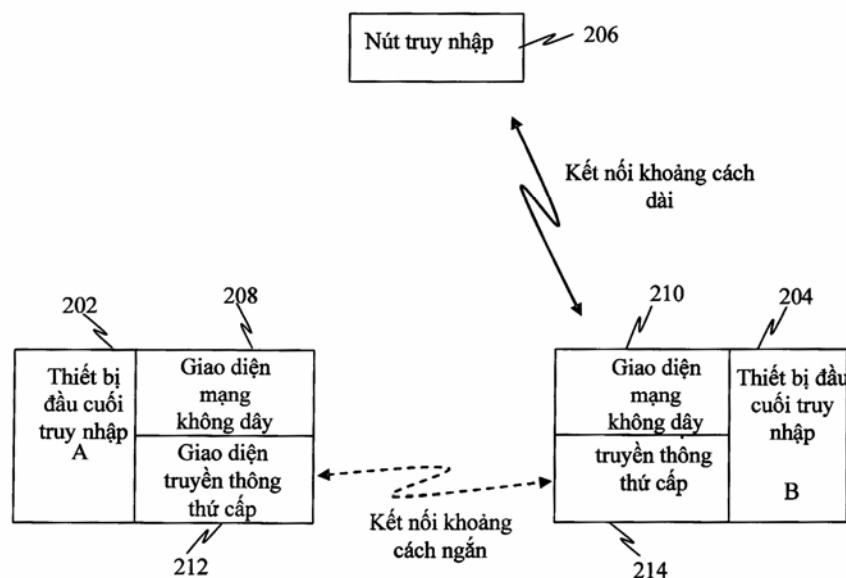 Nút truy nhập
206
Kết nối khoảng cách
dài
202
208
210
204
Thiết bị
đầu cuối
truy nhập
A
Giao diện
mạng
không dây
Giao diện
truyền thông
thứ cấp
Giao diện
mạng
không dây
truyền thông
thứ cấp
Thiết bị đầu
cuối truy
nhập
B
Kết nối khoảng
cách ngắn
212
214